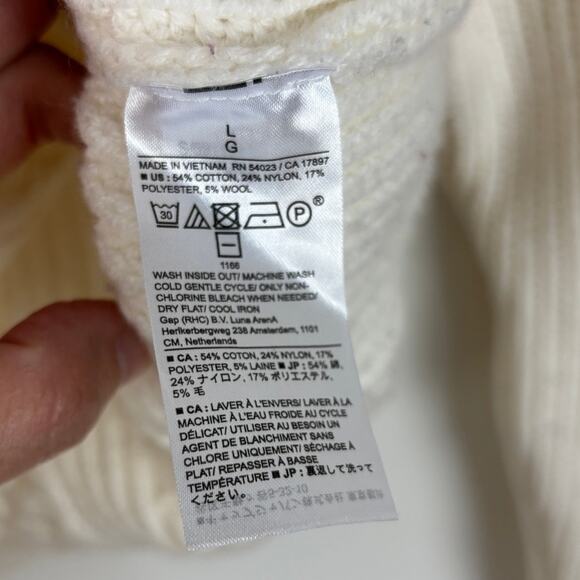 L
G
MADE IN VIETNAM RN 54023 / CA 17897
■ US : 54% COTTON, 24% NYLON, 17%
POLYESTER, 5% WOOL
30
P ®
1166
WASH INSIDE OUT/ MACHINE WASH
COLD GENTLE CYCLE/ ONLY NON-
CHLORINE BLEACH WHEN NEEDED/
DRY FLAT/ COOL IRON
Gap (RHC) B.V. Luna ArenA
Herikerbergweg 238 Amsterdam, 1101
CM, Netherlands
■ CA : 54% COTON, 24% NYLON, 17%
POLYESTER, 5% LAINE ■ JP : 54% 綿,
24% ナイロン, 17% ポリエステル,
5% 毛
■ CA : LAVER À L'ENVERS/ LAVER À LA
MACHINE À L'EAU FROIDE AU CYCLE
DÉLICAT/ UTILISER AU BESOIN UN
AGENT DE BLANCHIMENT SANS
CHLORE UNIQUEMENT/ SÉCHAGE À
PLAT/ REPASSER À BASSE
TEMPÉRATURE ■ JP : 裏返して洗って
ください。